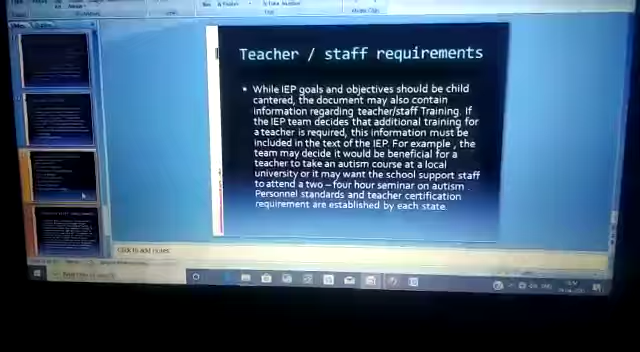 Teacher / staff requirements
• While IEP goals and objectives should be child
cantered, the document may also contain
information regarding teacher/staff Training. If
the IEP team decides that additional training for
a teacher is required, this information must be
included in the text of the IEP. For example , the
team may decide it would be beneficial for a
teacher to take an autism course at a local
university or it may want the school support staff
to attend a two – four hour seminar on autism
Personnel standards and teacher certification
requirement are established by each state.
Click to add notes